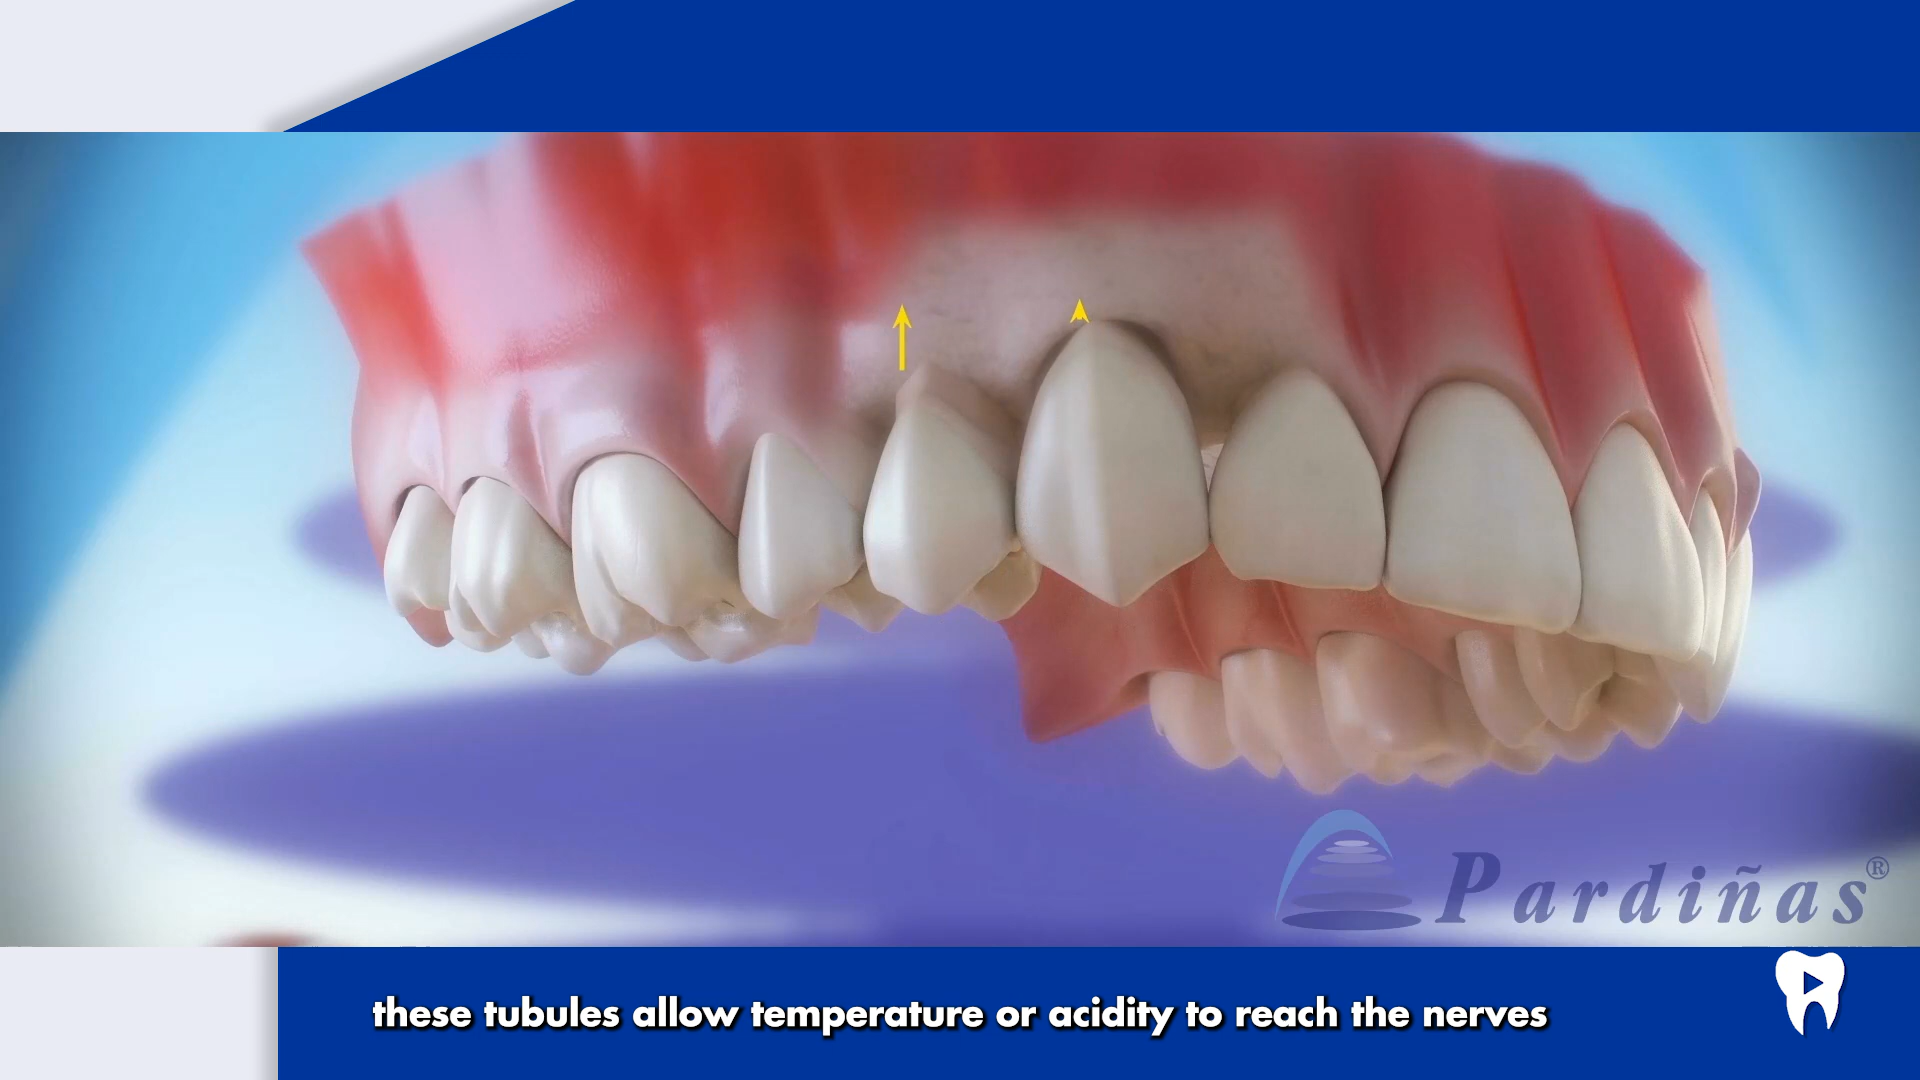 Pardiñas®
these tubules allow temperature or acidity to reach the nerves